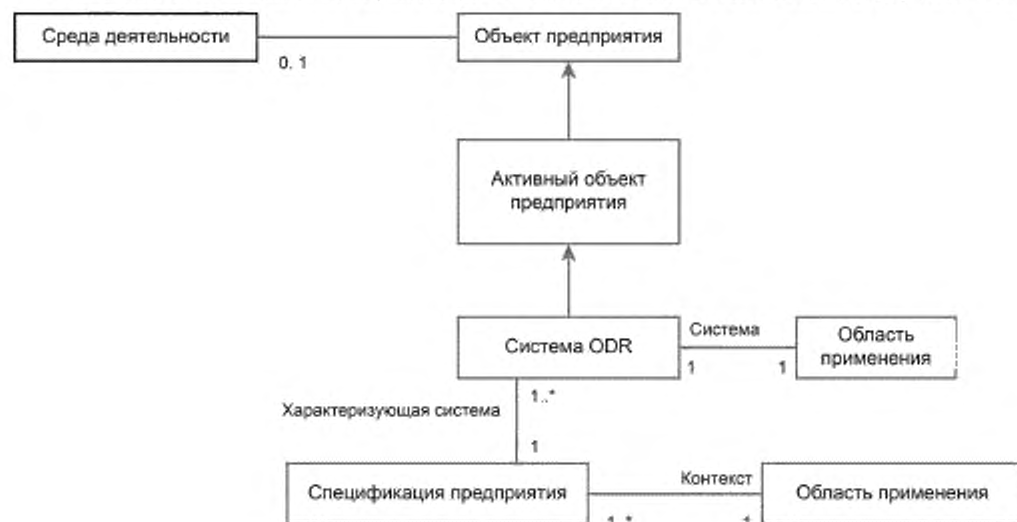 Среда деятельности
Объект предприятия
0. 1
Активный объект
предприятия
Система ODR
Система
1
1
Область
применения
1..*
Характеризующая система
1
Спецификация предприятия
Контекст
Область применения
1..*
1